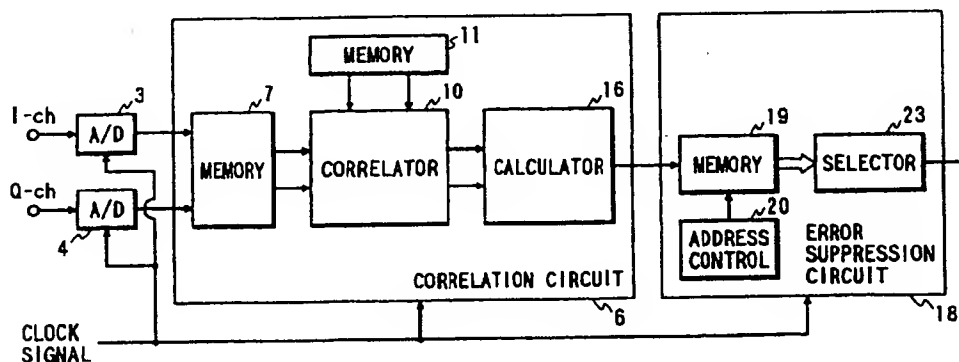 I-ch
3
A/D
Q-ch
A/D
4
7
MEMORY
11
MEMORY
10
CORRELATOR
16
CALCULATOR
CORRELATION CIRCUIT
6
19
MEMORY
23
SELECTOR
20
ADDRESS
CONTROL
ERROR
SUPPRESSION
CIRCUIT
18
CLOCK
SIGNAL